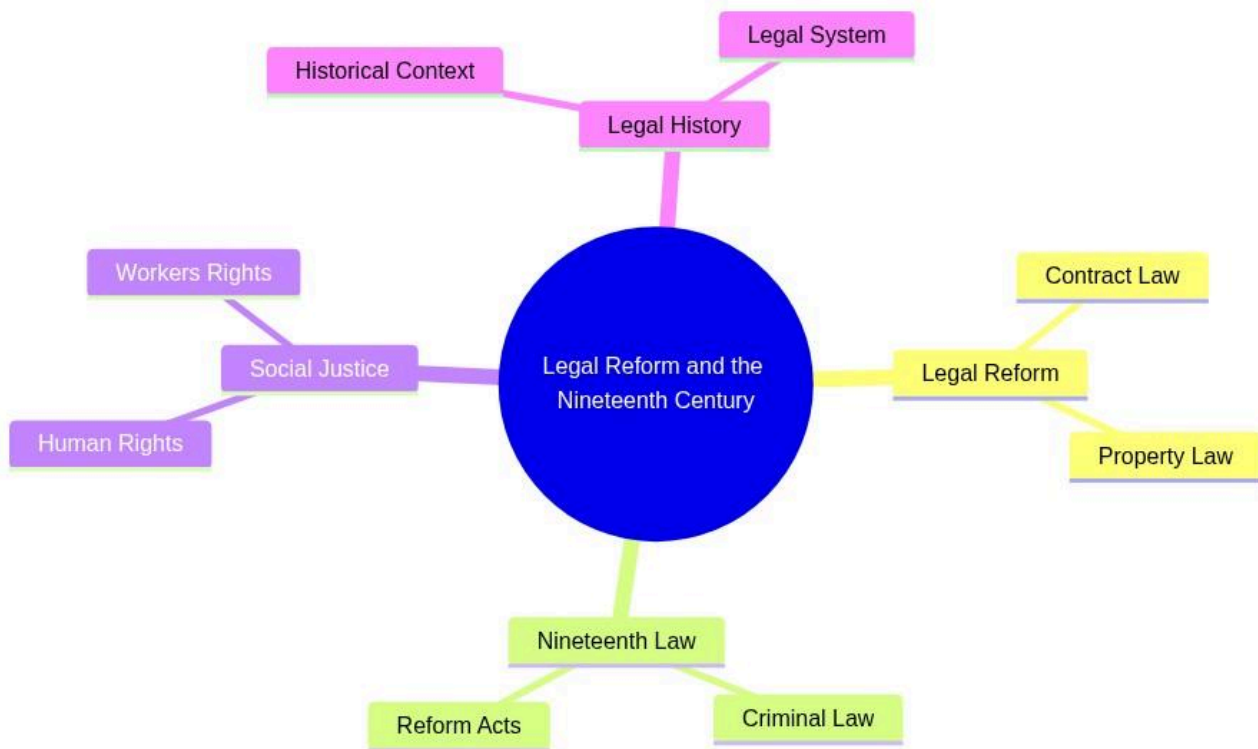 Legal System
Historical Context
Legal History
Workers Rights
Contract Law
Social Justice
Legal Reform and the
Nineteenth Century
Legal Reform
Human Rights
Property Law
Nineteenth Law
Reform Acts
Criminal Law